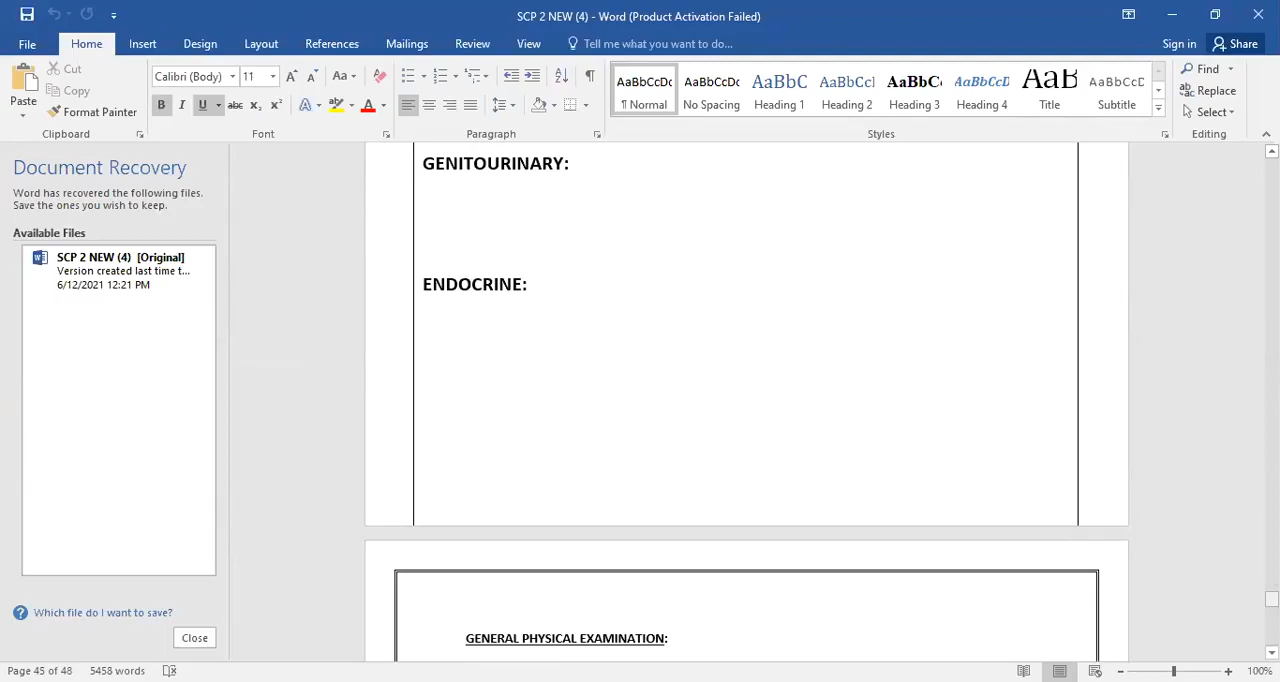 SCP 2 NEW (4) - Word (Product Activation Failed)
File Home Insert Design Layout References Mailings Review View Tell me what you want to do... Sign in Share
Paste
Cut
Copy
Format Painter
Clipboard
Calibri (Body) 11
Font
Paragraph
AaBbCcDc AaBbCcDc AaBbC AaBbCcI AaBbCc AaBbCcD AaB AaBbCcD
¶ Normal No Spacing Heading 1 Heading 2 Heading 3 Heading 4 Title Subtitle
Styles
Find
Replace
Select
Editing
Document Recovery
Word has recovered the following files.
Save the ones you wish to keep.
Available Files
SCP 2 NEW (4) [Original]
Version created last time t...
6/12/2021 12:21 PM
Which file do I want to save?
Close
GENITOURINARY:
ENDOCRINE:
GENERAL PHYSICAL EXAMINATION:
Page 45 of 48 5458 words
100%